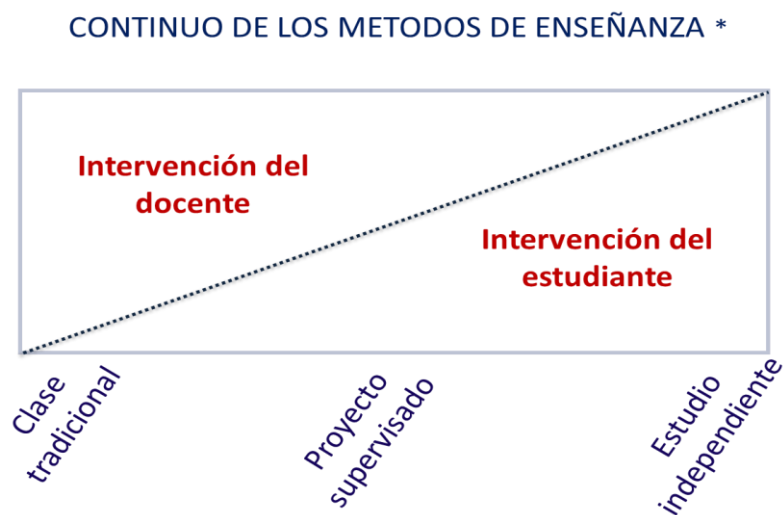 CONTINUO DE LOS METODOS DE ENSEÑANZA *
Intervención del
docente
Intervención del
estudiante
Clase
tradicional
Proyecto
supervisado
Estudio
independiente